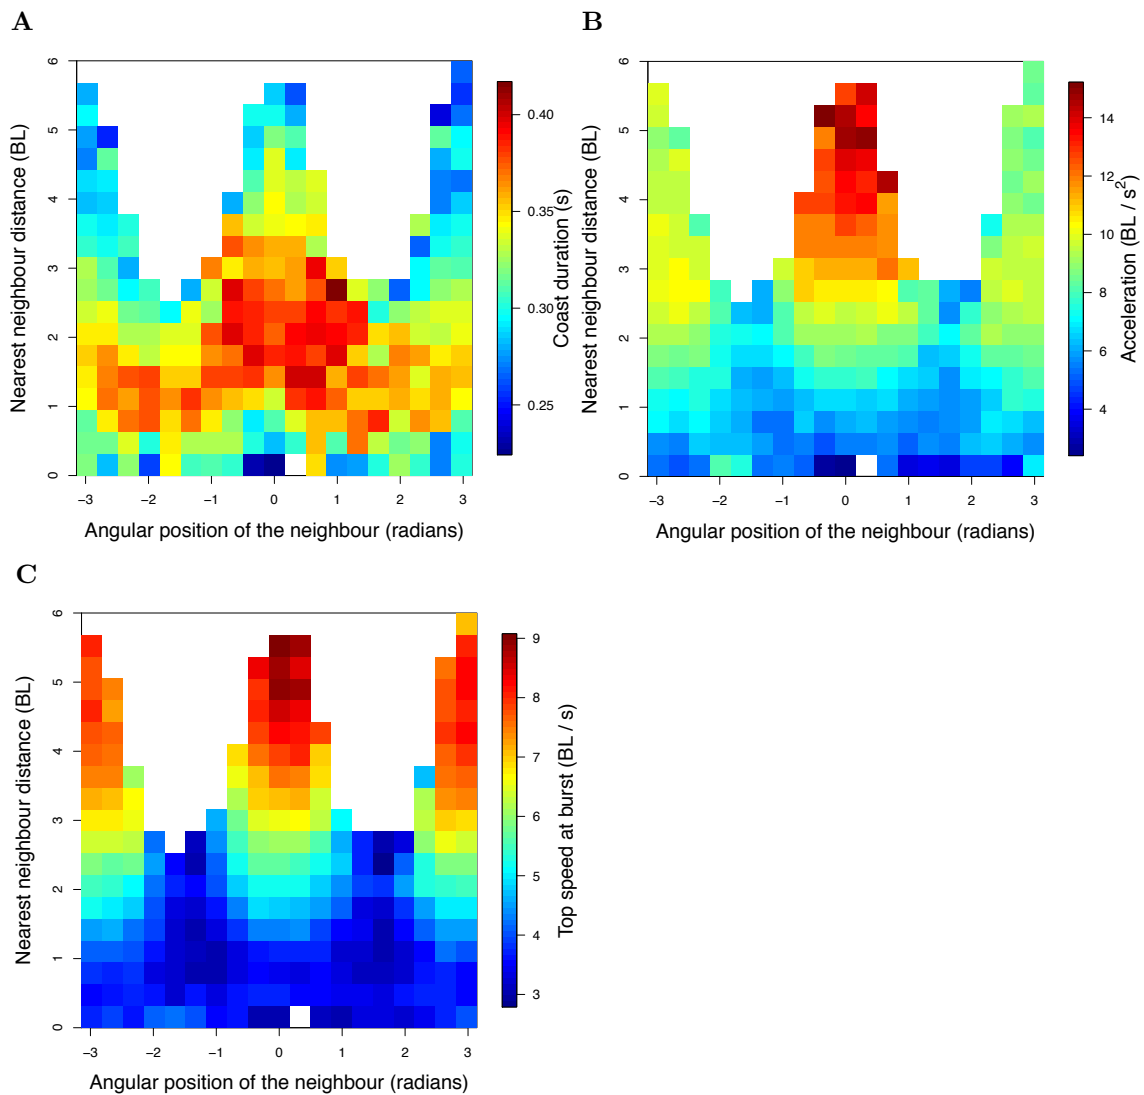 A
B
6
5
4
3
2
1
0
Nearest neighbour distance (BL)
−3 −2 −1 0 1 2 3
Angular position of the neighbour (radians)
0.40
0.35
0.30
0.25
Coast duration (s)
6
5
4
3
2
1
0
Nearest neighbour distance (BL)
−3 −2 −1 0 1 2 3
Angular position of the neighbour (radians)
14
12
10
8
6
4
Acceleration (BL / s²)
C
6
5
4
3
2
1
0
Nearest neighbour distance (BL)
−3 −2 −1 0 1 2 3
Angular position of the neighbour (radians)
9
8
7
6
5
4
3
Top speed at burst (BL / s)